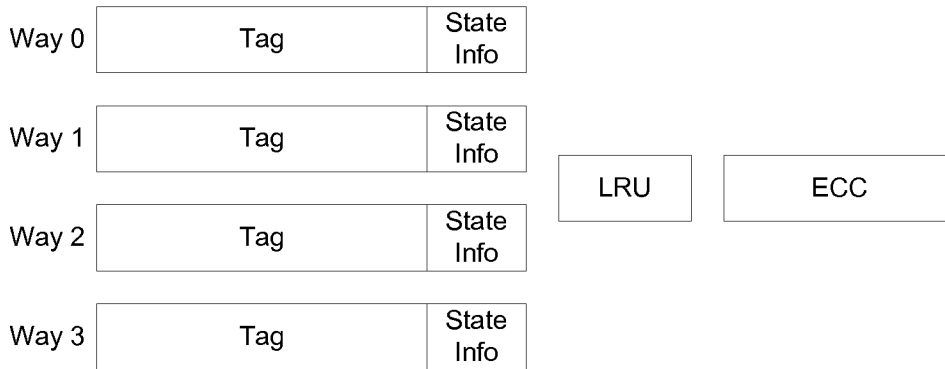 Way 0
Tag
State
Info
Way 1
Tag
State
Info
LRU
ECC
Way 2
Tag
State
Info
Way 3
Tag
State
Info